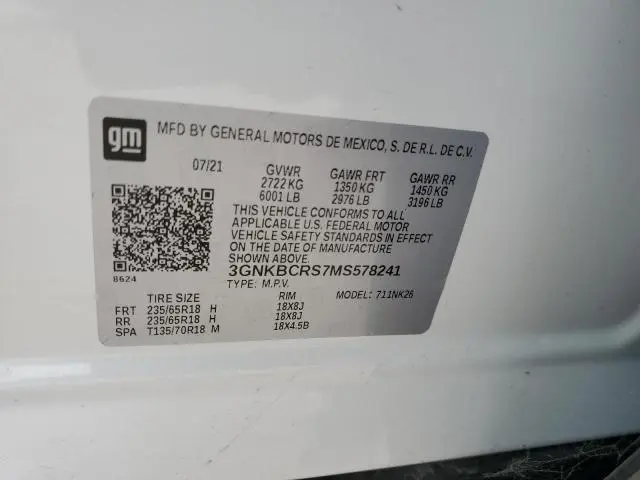 gm
MFD BY GENERAL MOTORS DE MEXICO, S. DE R.L. DE C.V.
07/21 GVWR GAWR FRT GAWR RR
2722 KG 1350 KG 1450 KG
6001 LB 2976 LB 3196 LB
THIS VEHICLE CONFORMS TO ALL
APPLICABLE U.S. FEDERAL MOTOR
VEHICLE SAFETY STANDARDS IN EFFECT
ON THE DATE OF MANUFACTURE
SHOWN ABOVE.
8624
3GNKBCRS7MS578241
TYPE: M.P.V. MODEL: 711NK26
TIRE SIZE RIM
FRT 235/65R18 H 18X8J
RR 235/65R18 H 18X8J
SPA T135/70R18 M 18X4.5B